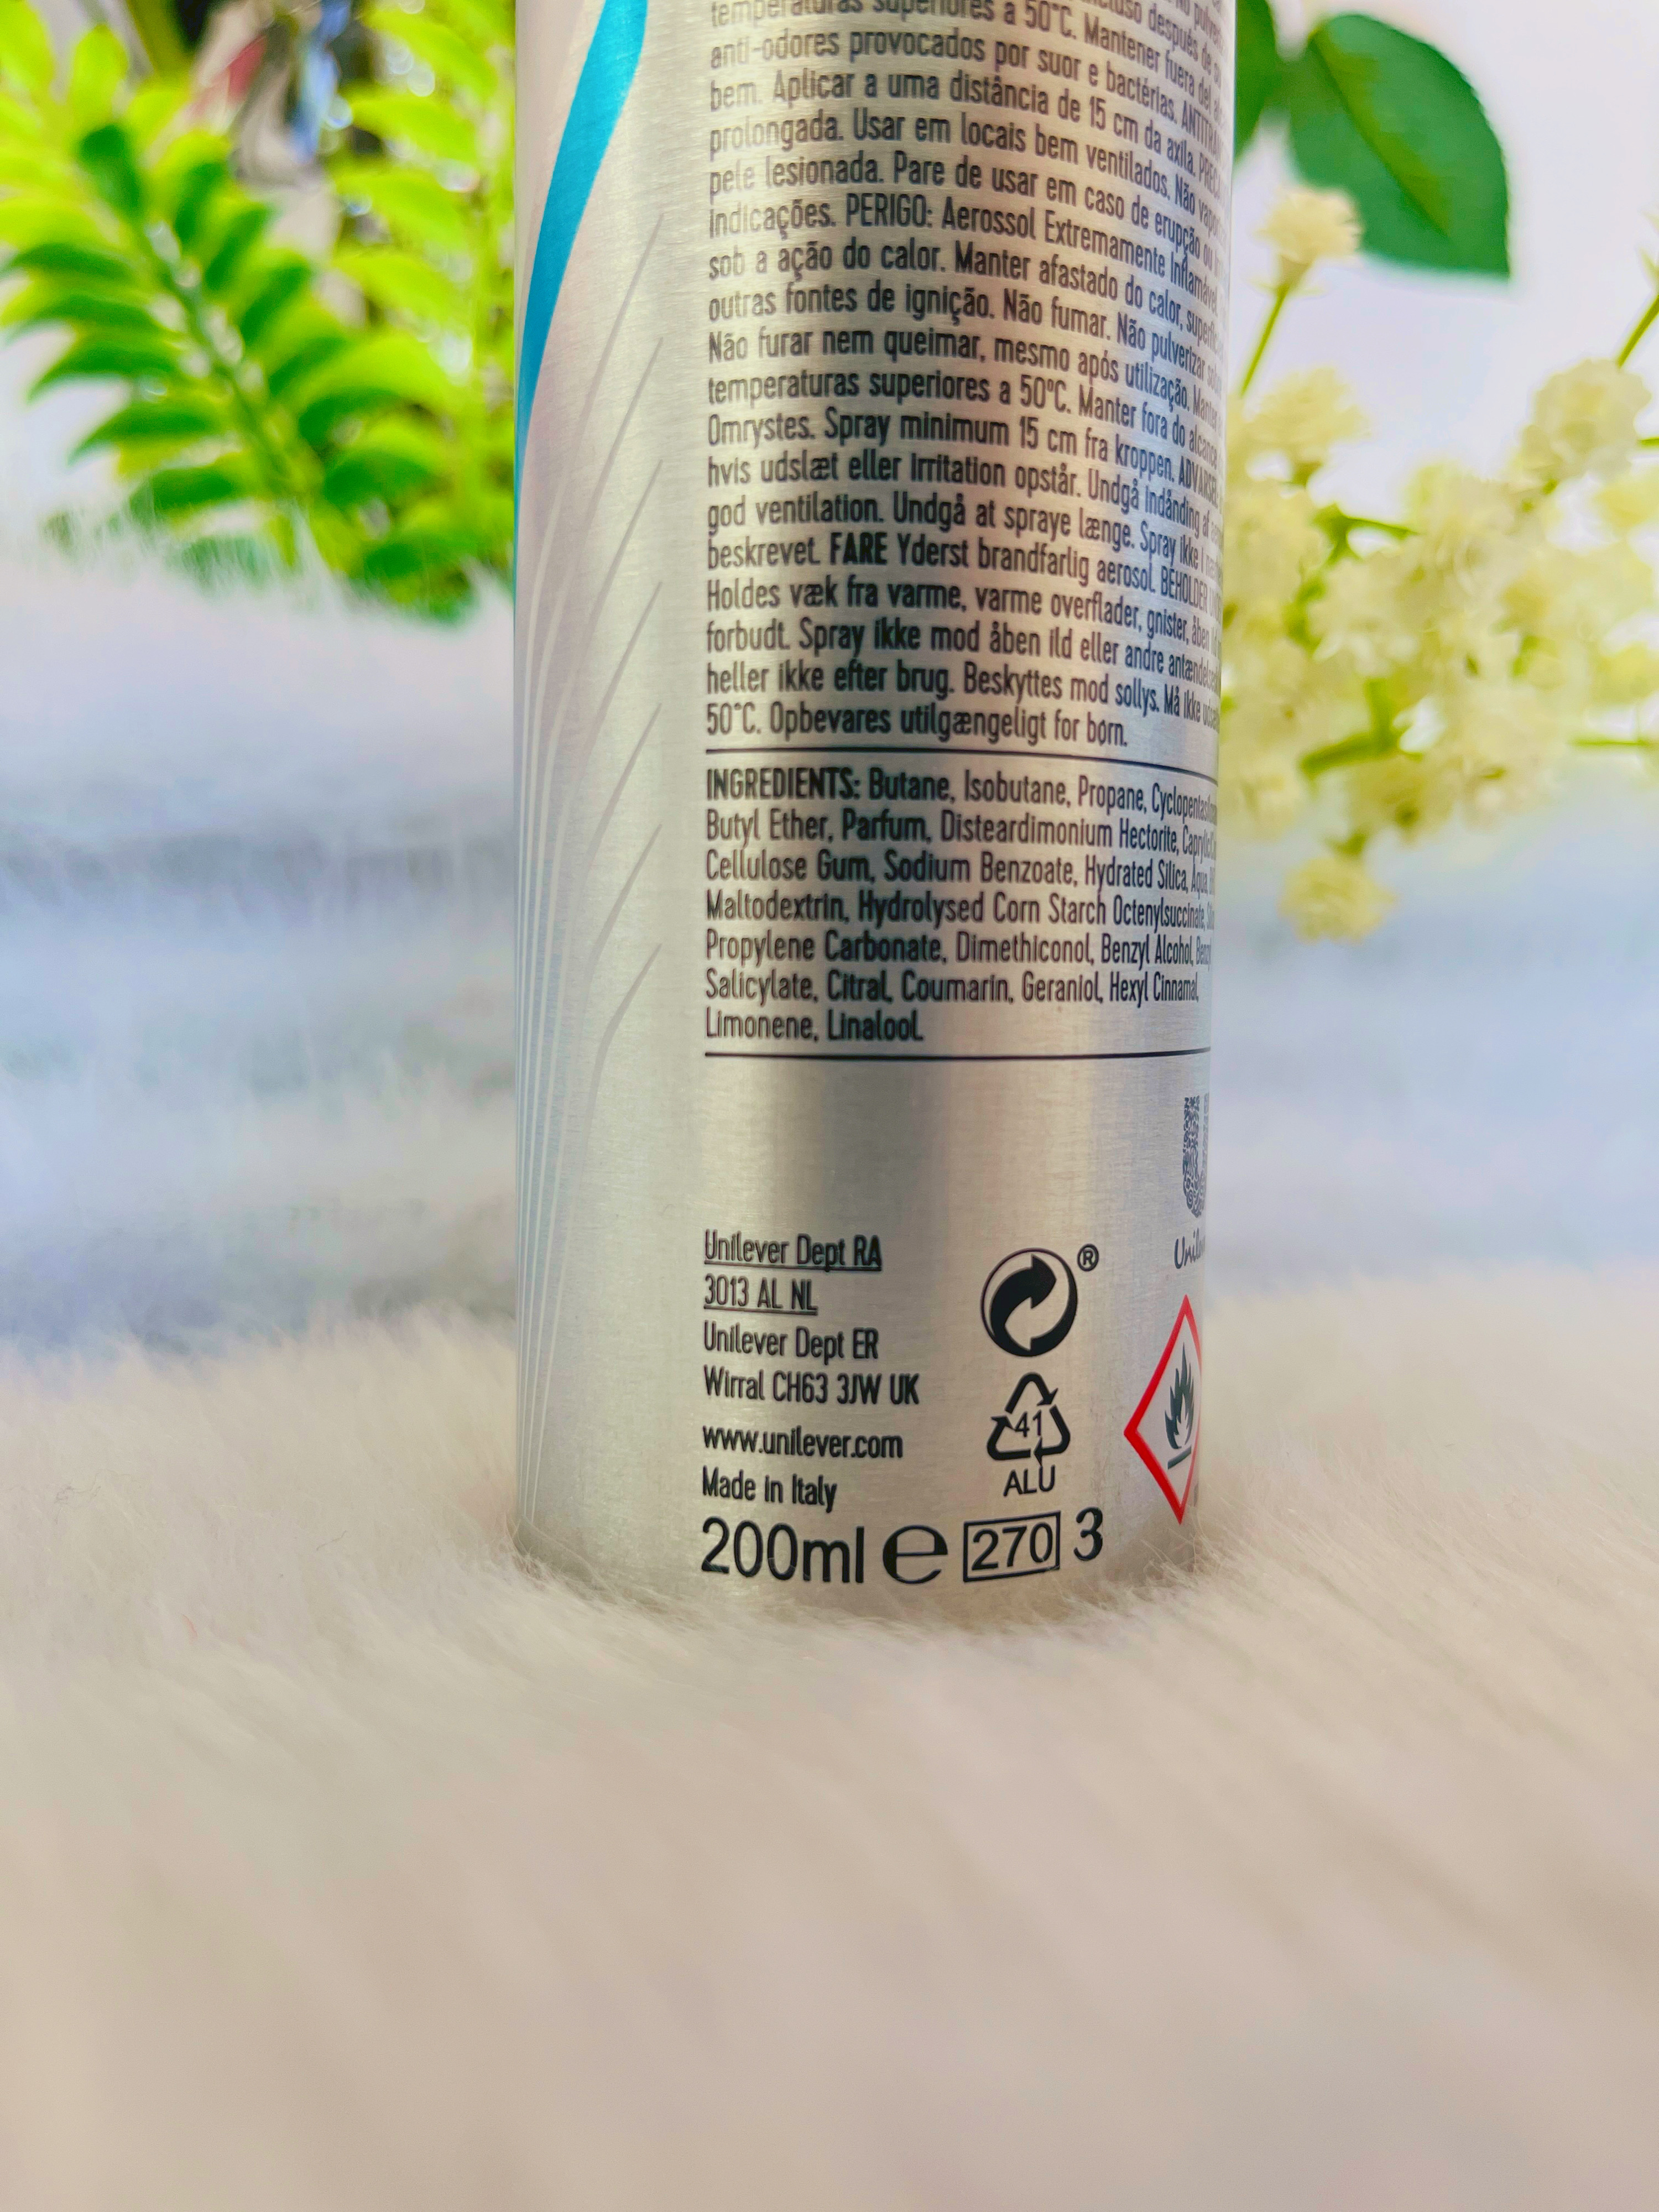 temperaturas superiores a 50°C. Mantener fuera del
anti-odores provocados por suor e bactérias.
bem. Aplicar a uma distância de 15 cm da axila.
prolongada. Usar em locais bem ventilados. Não
pele lesionada. Pare de usar em caso de erupção ou
indicações. PERIGO: Aerossol Extremamente Inflamável.
sob a ação do calor. Manter afastado do calor,
outras fontes de ignição. Não fumar. Não pulverizar
Não furar nem queimar, mesmo após utilização.
temperaturas superiores a 50°C. Manter fora do alcance
Omrystes. Spray minimum 15 cm fra kroppen. ADVARSEL
hvis udslæt eller irritation opstår. Undgå indånding af
god ventilation. Undgå at spraye længe. Spray ikke i
beskrevet. FARE Yderst brandfarlig aerosol. BEHOLDER
Holdes væk fra varme, varme overflader, gnister, åben
forbudt. Spray ikke mod åben ild eller andre
heller ikke efter brug. Beskyttes mod sollys. Må ikke
50°C. Opbevares utilgængeligt for børn.
INGREDIENTS: Butane, Isobutane, Propane,
Butyl Ether, Parfum, Disteardimonium Hectorite,
Cellulose Gum, Sodium Benzoate, Hydrated Silica, Aqua,
Maltodextrin, Hydrolysed Corn Starch Octenylsuccinate,
Propylene Carbonate, Dimethiconol, Benzyl Alcohol,
Salicylate, Citral, Coumarin, Geraniol, Hexyl Cinnamal,
Limonene, Linalool.
Unilever Dept RA
3013 AL NL
Unilever Dept ER
Wirral CH63 3JW UK
www.unilever.com
Made in Italy
200ml e 270 3
®
41
ALU